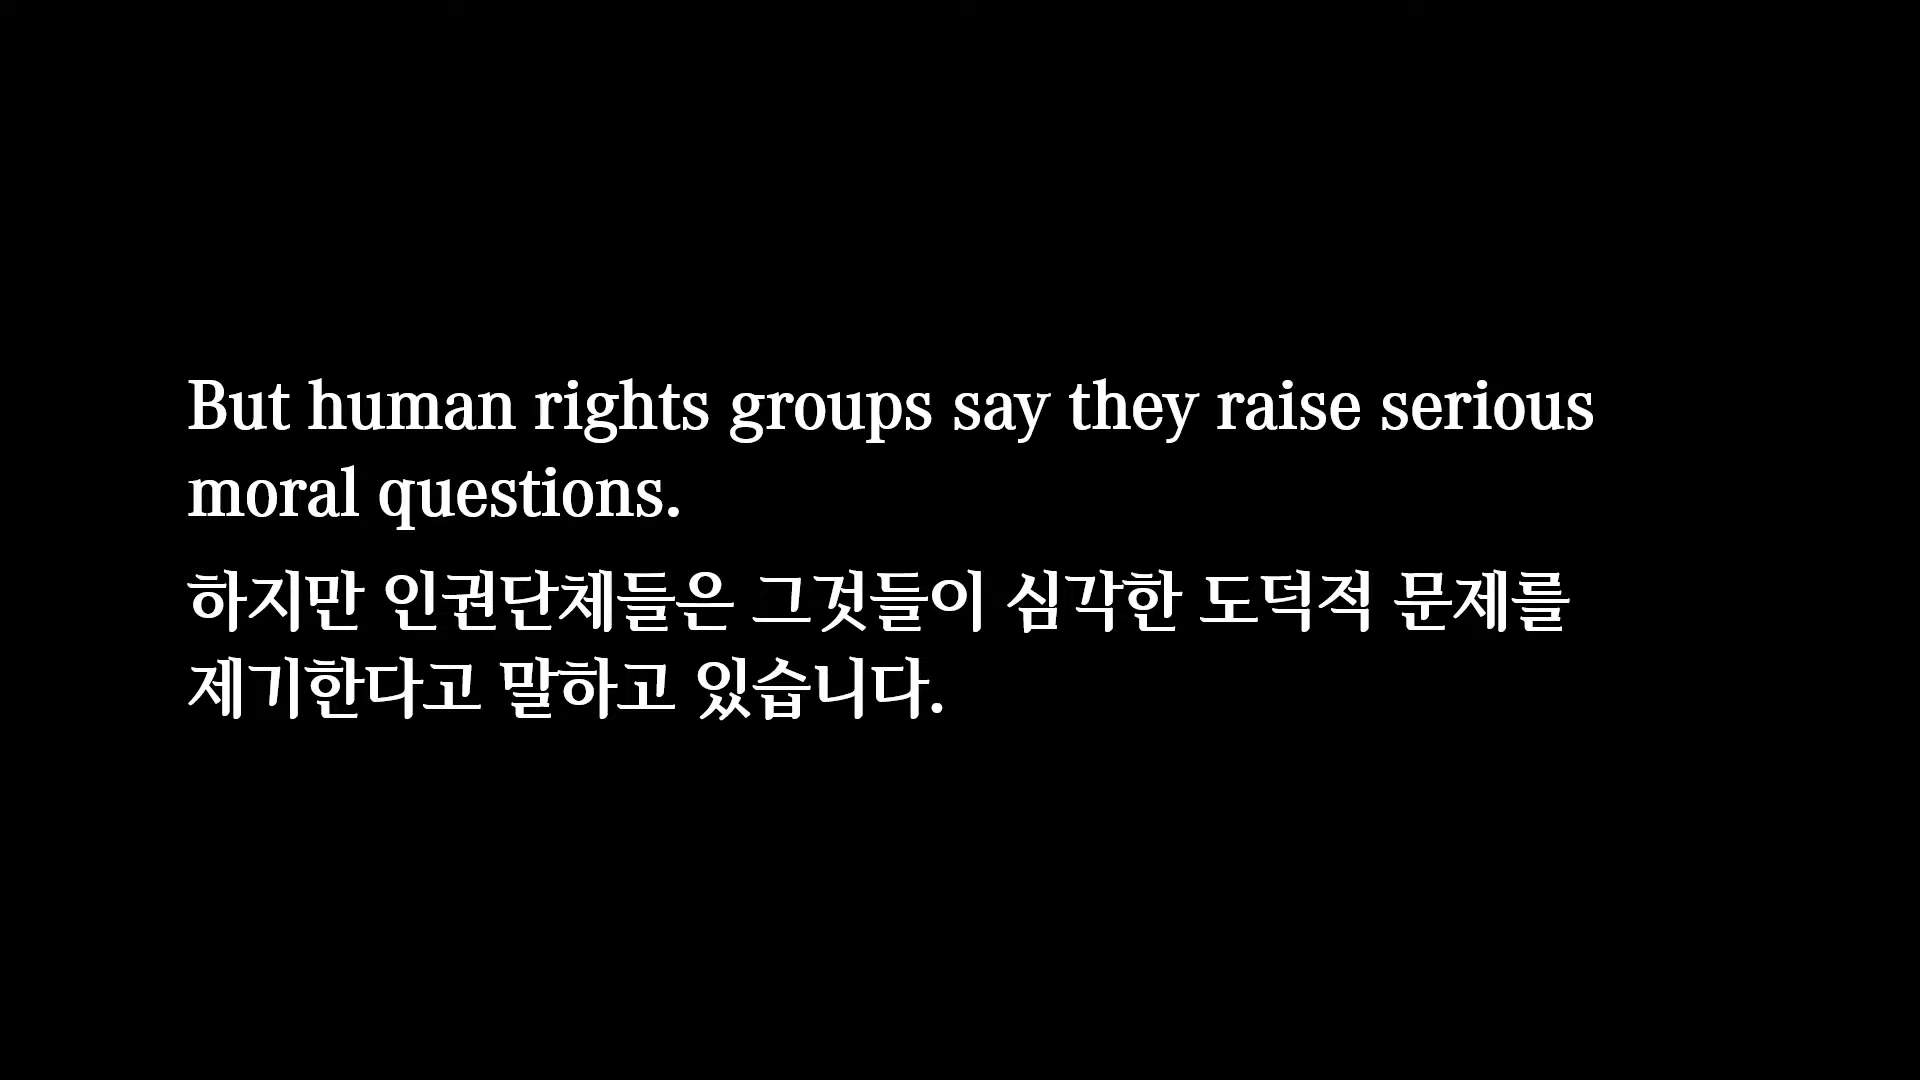 But human rights groups say they raise serious
moral questions.
하지만 인권단체들은 그것들이 심각한 도덕적 문제를
제기한다고 말하고 있습니다.